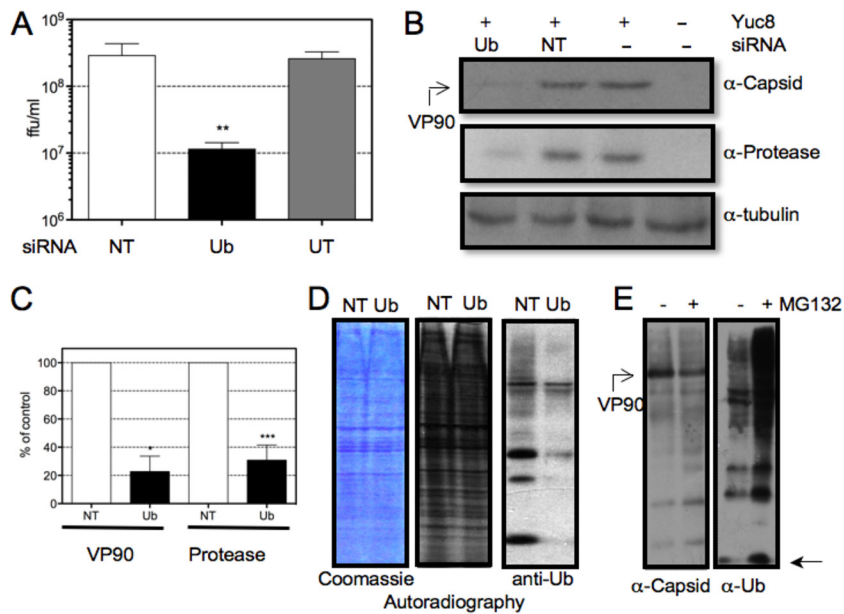 A
10⁹
10⁸
10⁷
10⁶
ffu/ml
**
siRNA NT Ub UT
B
+ + + – Yuc8
Ub NT – – siRNA
VP90
α-Capsid
α-Protease
α-tubulin
C
100
80
60
40
20
0
% of control
* ***
NT Ub NT Ub
VP90 Protease
D
NT Ub NT Ub NT Ub
Coomassie anti-Ub
Autoradiography
E
- + - + MG132
VP90
α-Capsid α-Ub